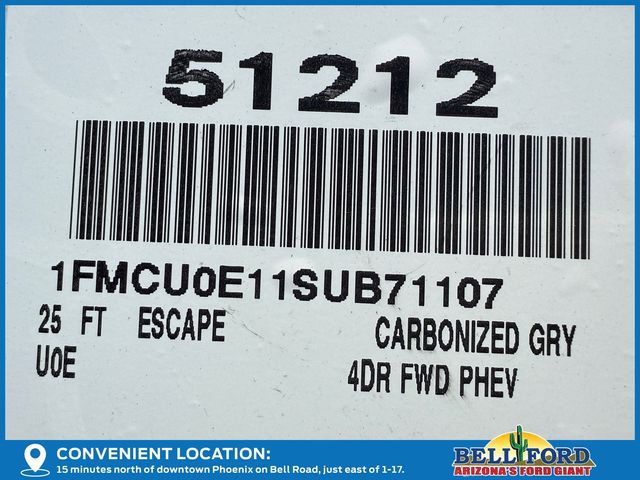 51212
1FMCU0E11SUB71107
25 FT ESCAPE CARBONIZED GRY
U0E 4DR FWD PHEV
CONVENIENT LOCATION:
15 minutes north of downtown Phoenix on Bell Road, just east of 1-17.
BELL FORD
ARIZONA'S FORD GIANT